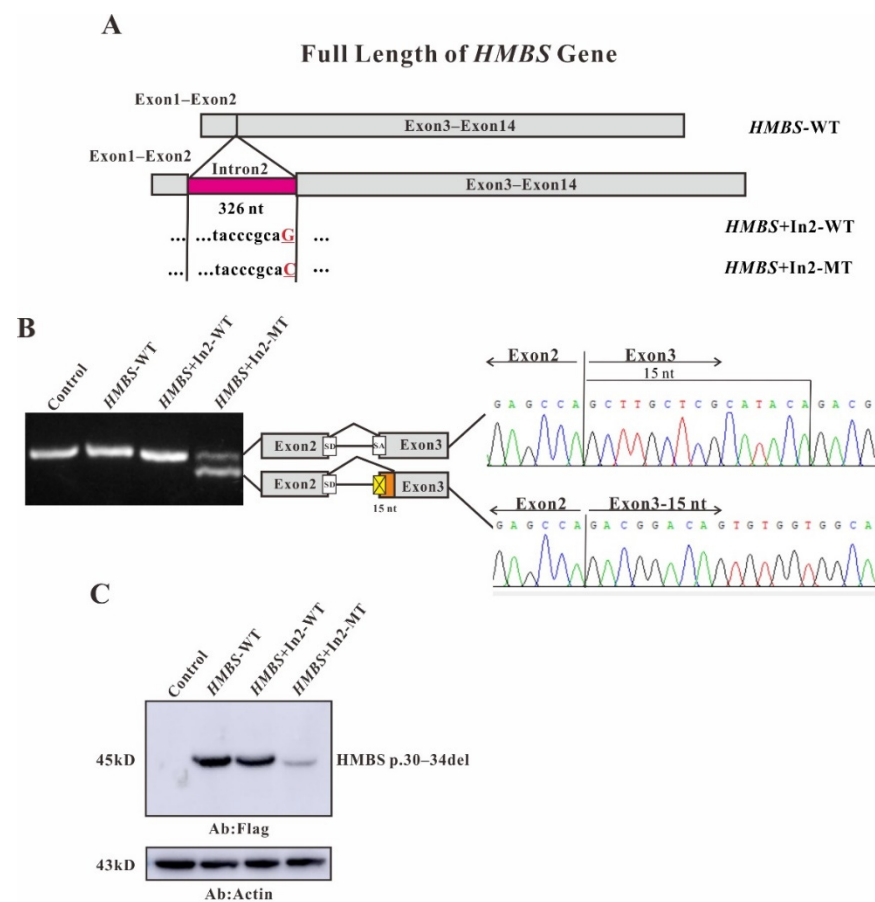 A
Full Length of HMBS Gene
Exon1–Exon2
Exon3–Exon14
HMBS-WT
Exon1–Exon2
Intron2
Exon3–Exon14
326 nt
... ...tacccgcaG ...
HMBS+In2-WT
... ...tacccgcaC ...
HMBS+In2-MT
B
Control
HMBS-WT
HMBS+In2-WT
HMBS+In2-MT
Exon2 SD SA Exon3
Exon2 SD Exon3
15 nt
Exon2 Exon3
15 nt
G A G C C A G C T T G C T C G C A T A C A G A C G
Exon2 Exon3-15 nt
G A G C C A G A C G G A C A G T G T G G T G G C A
C
Control
HMBS-WT
HMBS+In2-WT
HMBS+In2-MT
45kD
HMBS p.30–34del
Ab:Flag
43kD
Ab:Actin